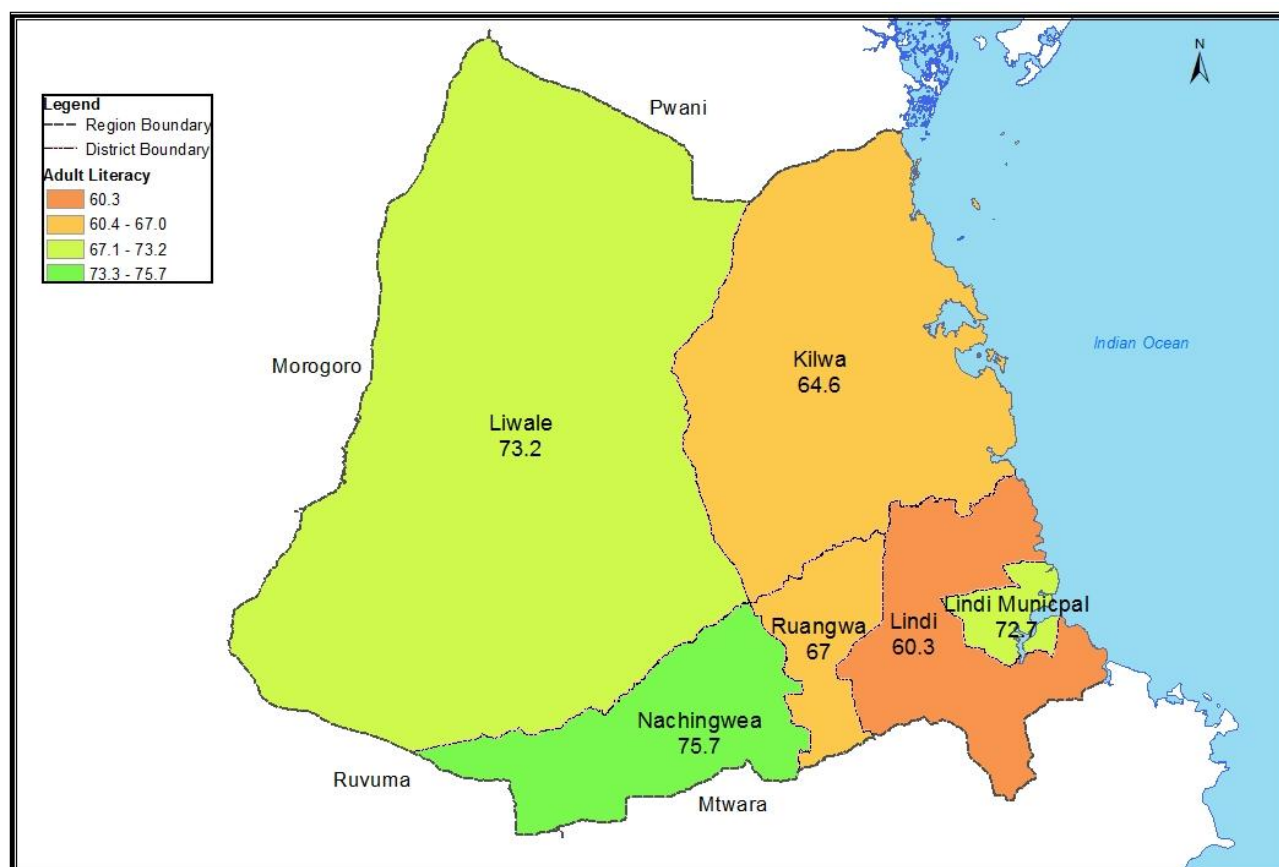 N
Pwani
Legend
Region Boundary
District Boundary
Adult Literacy
60.3
60.4 - 67.0
67.1 - 73.2
73.3 - 75.7
Indian Ocean
Morogoro
Kilwa
64.6
Liwale
73.2
Lindi Municpal
72.7
Ruangwa
67
Lindi
60.3
Nachingwea
75.7
Ruvuma
Mtwara